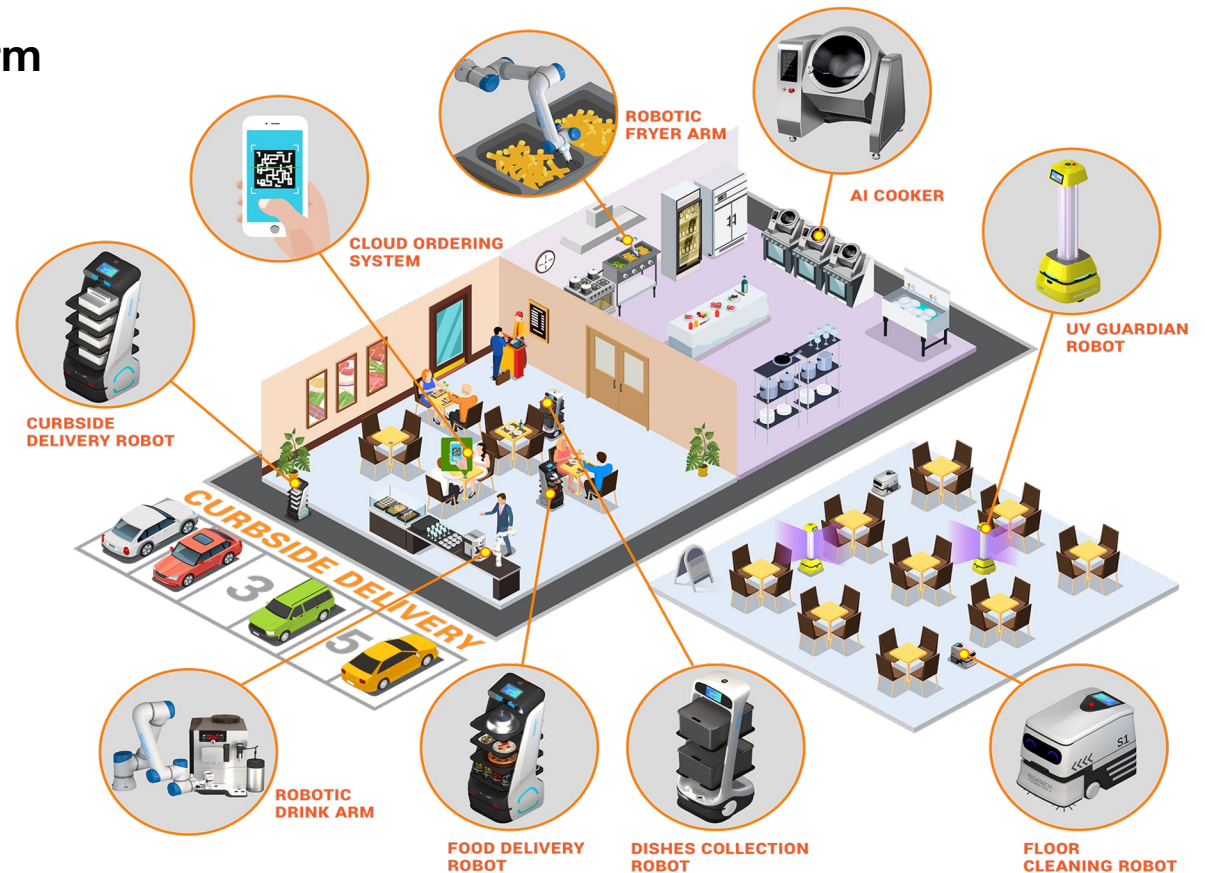 rm
ROBOTIC
FRYER ARM
AI COOKER
CLOUD ORDERING
SYSTEM
UV GUARDIAN
ROBOT
CURBSIDE
DELIVERY ROBOT
CURBSIDE DELIVERY
3
5
S1
ROBOTIC
DRINK ARM
FOOD DELIVERY
ROBOT
DISHES COLLECTION
ROBOT
FLOOR
CLEANING ROBOT